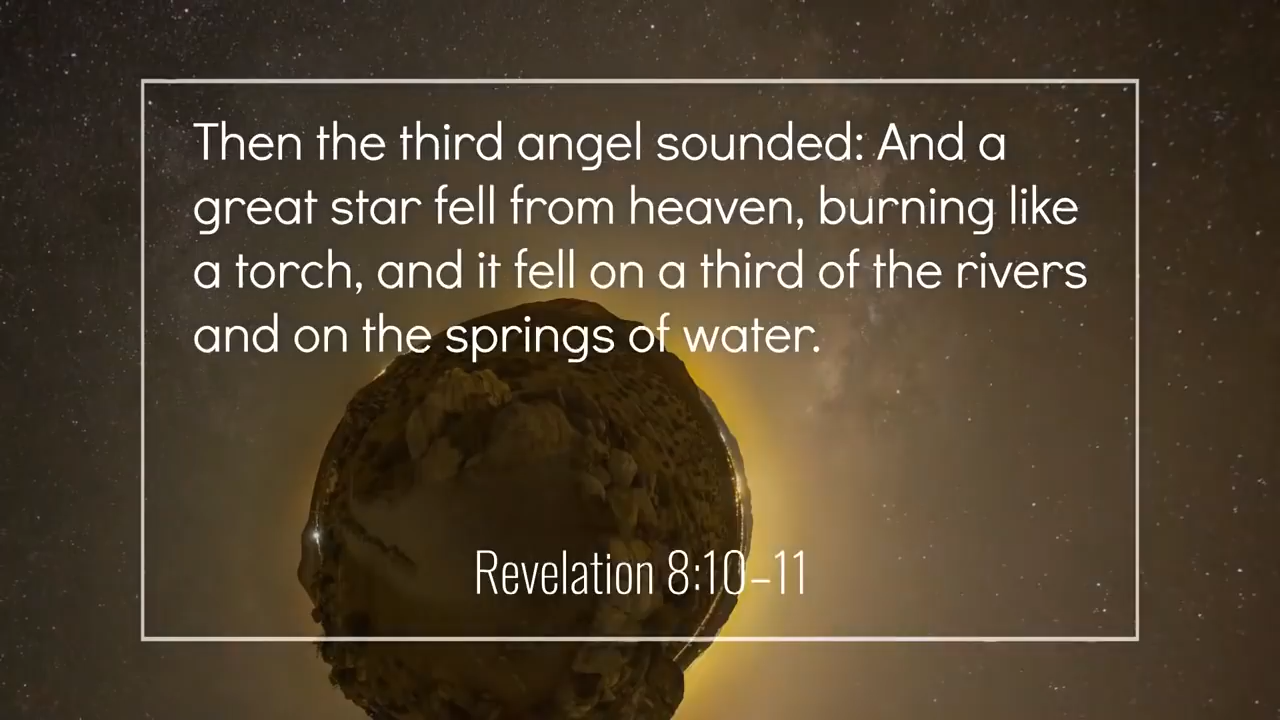 Then the third angel sounded: And a
great star fell from heaven, burning like
a torch, and it fell on a third of the rivers
and on the springs of water.
Revelation 8:10–11